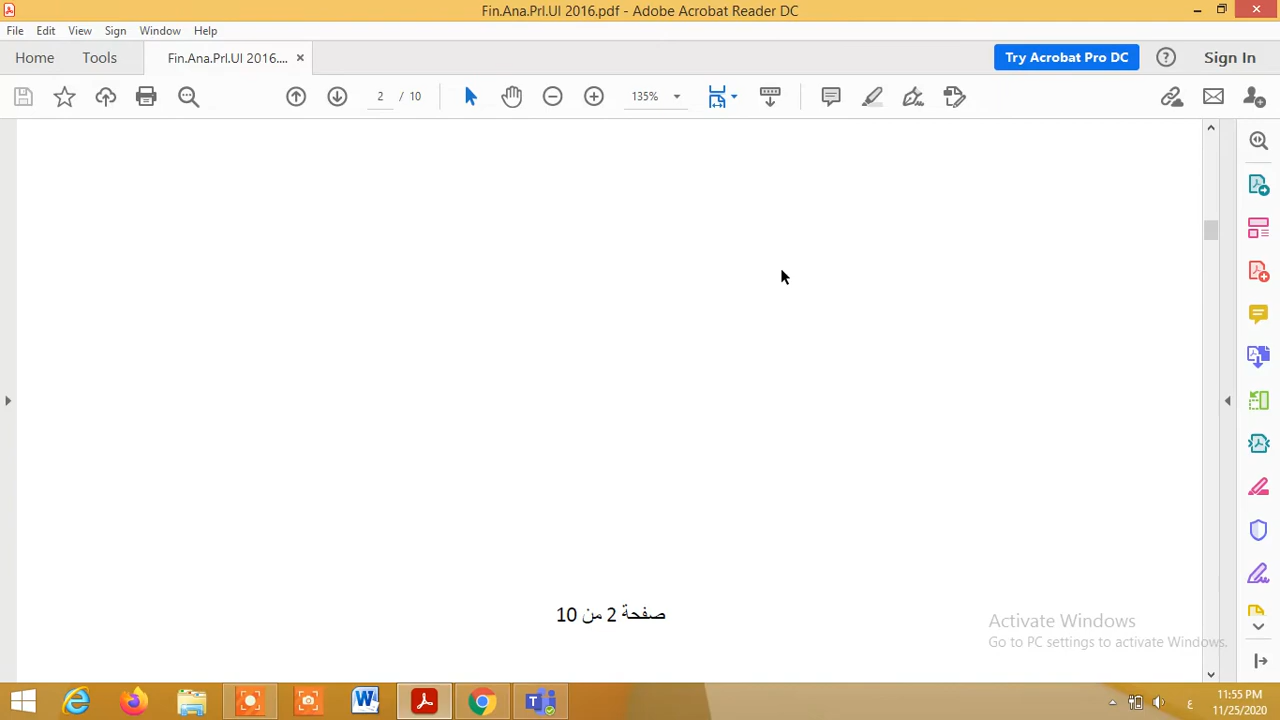 Fin.Ana.Prl.UI 2016.pdf - Adobe Acrobat Reader DC
File Edit View Sign Window Help
Home Tools Fin.Ana.Prl.UI 2016.... × Try Acrobat Pro DC Sign In
2 / 10 135%
صفحة 2 من 10
Activate Windows
Go to PC settings to activate Windows.
11:55 PM
ع
11/25/2020